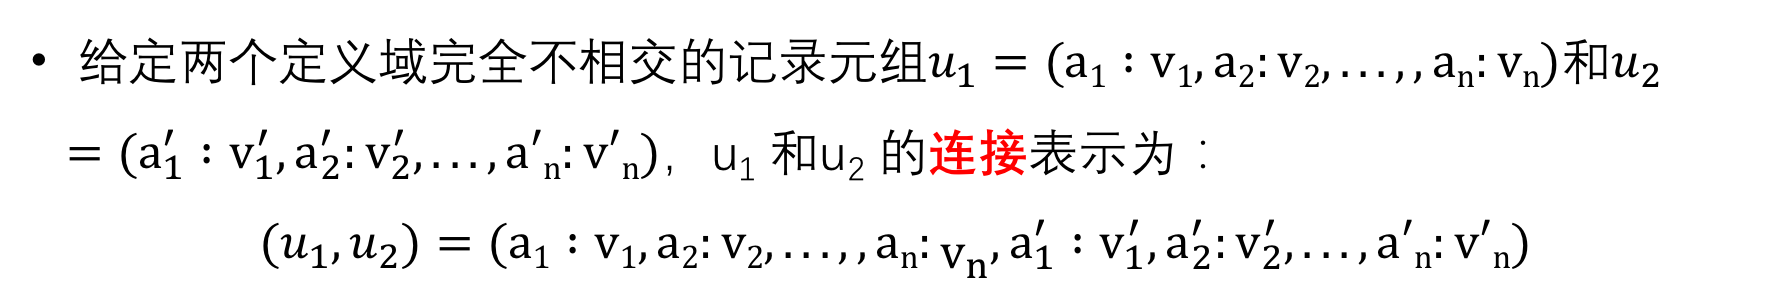 • 给定两个定义域完全不相交的记录元组u₁ = (a₁ : v₁, a₂: v₂, . . . , , aₙ: vₙ)和u₂
= (a′₁ : v′₁, a′₂: v′₂, . . . , a′ₙ: v′ₙ)，u₁ 和u₂ 的连接表示为：
(u₁, u₂) = (a₁ : v₁, a₂: v₂, . . . , , aₙ: vₙ, a′₁ : v′₁, a′₂: v′₂, . . . , a′ₙ: v′ₙ)